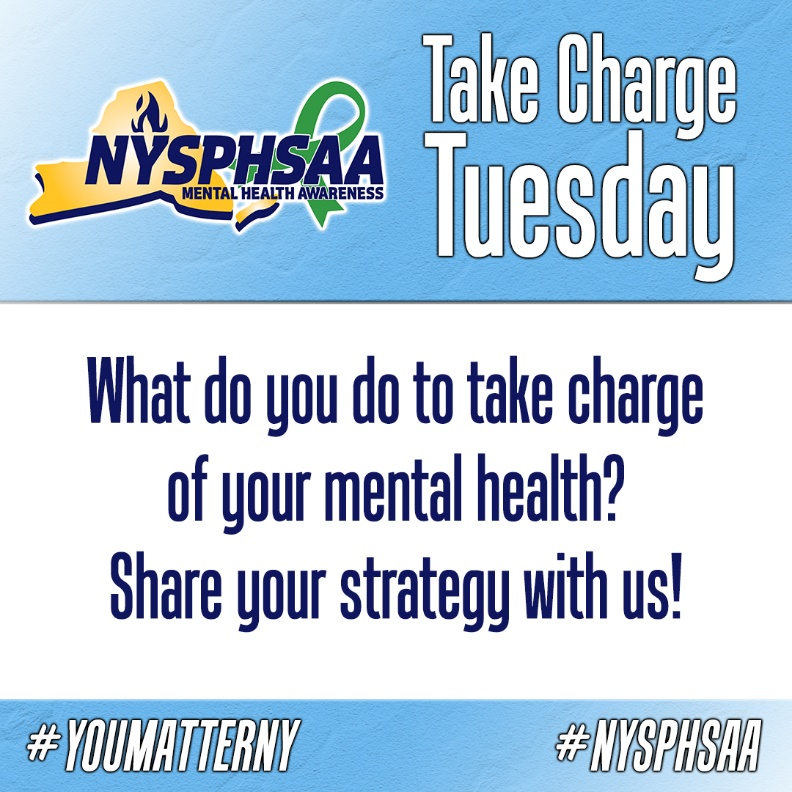 NYSPHSAA
MENTAL HEALTH AWARENESS
Take Charge
Tuesday
What do you do to take charge
of your mental health?
Share your strategy with us!
#YOUMATTERNY
#NYSPHSAA